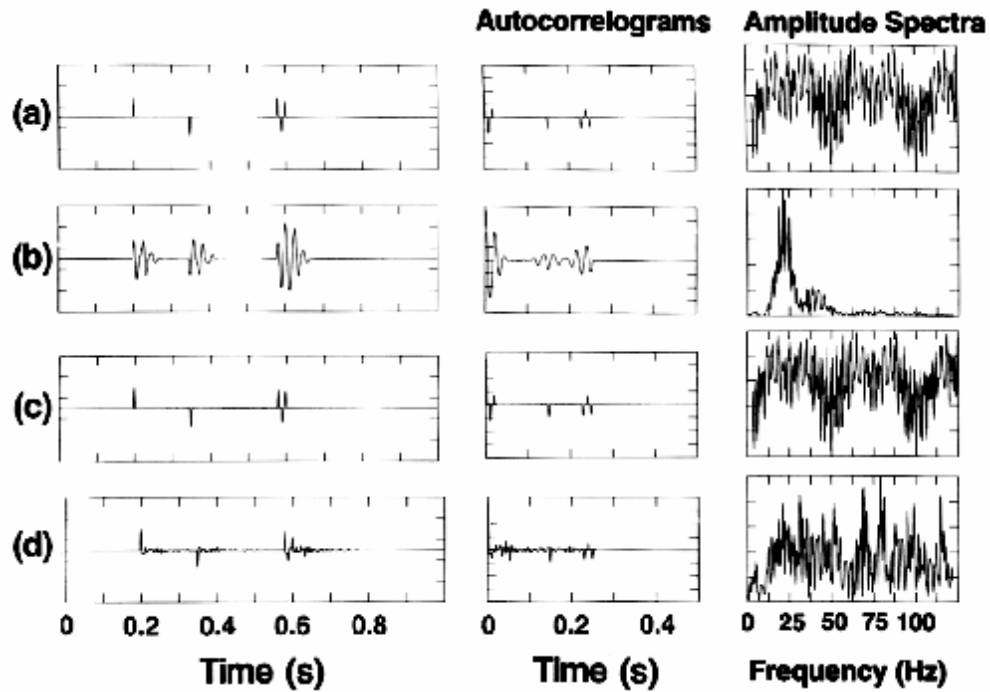 Autocorrelograms Amplitude Spectra
(a)
(b)
(c)
(d)
0 0.2 0.4 0.6 0.8
0 0.2 0.4
0 25 50 75 100
Time (s)
Time (s)
Frequency (Hz)